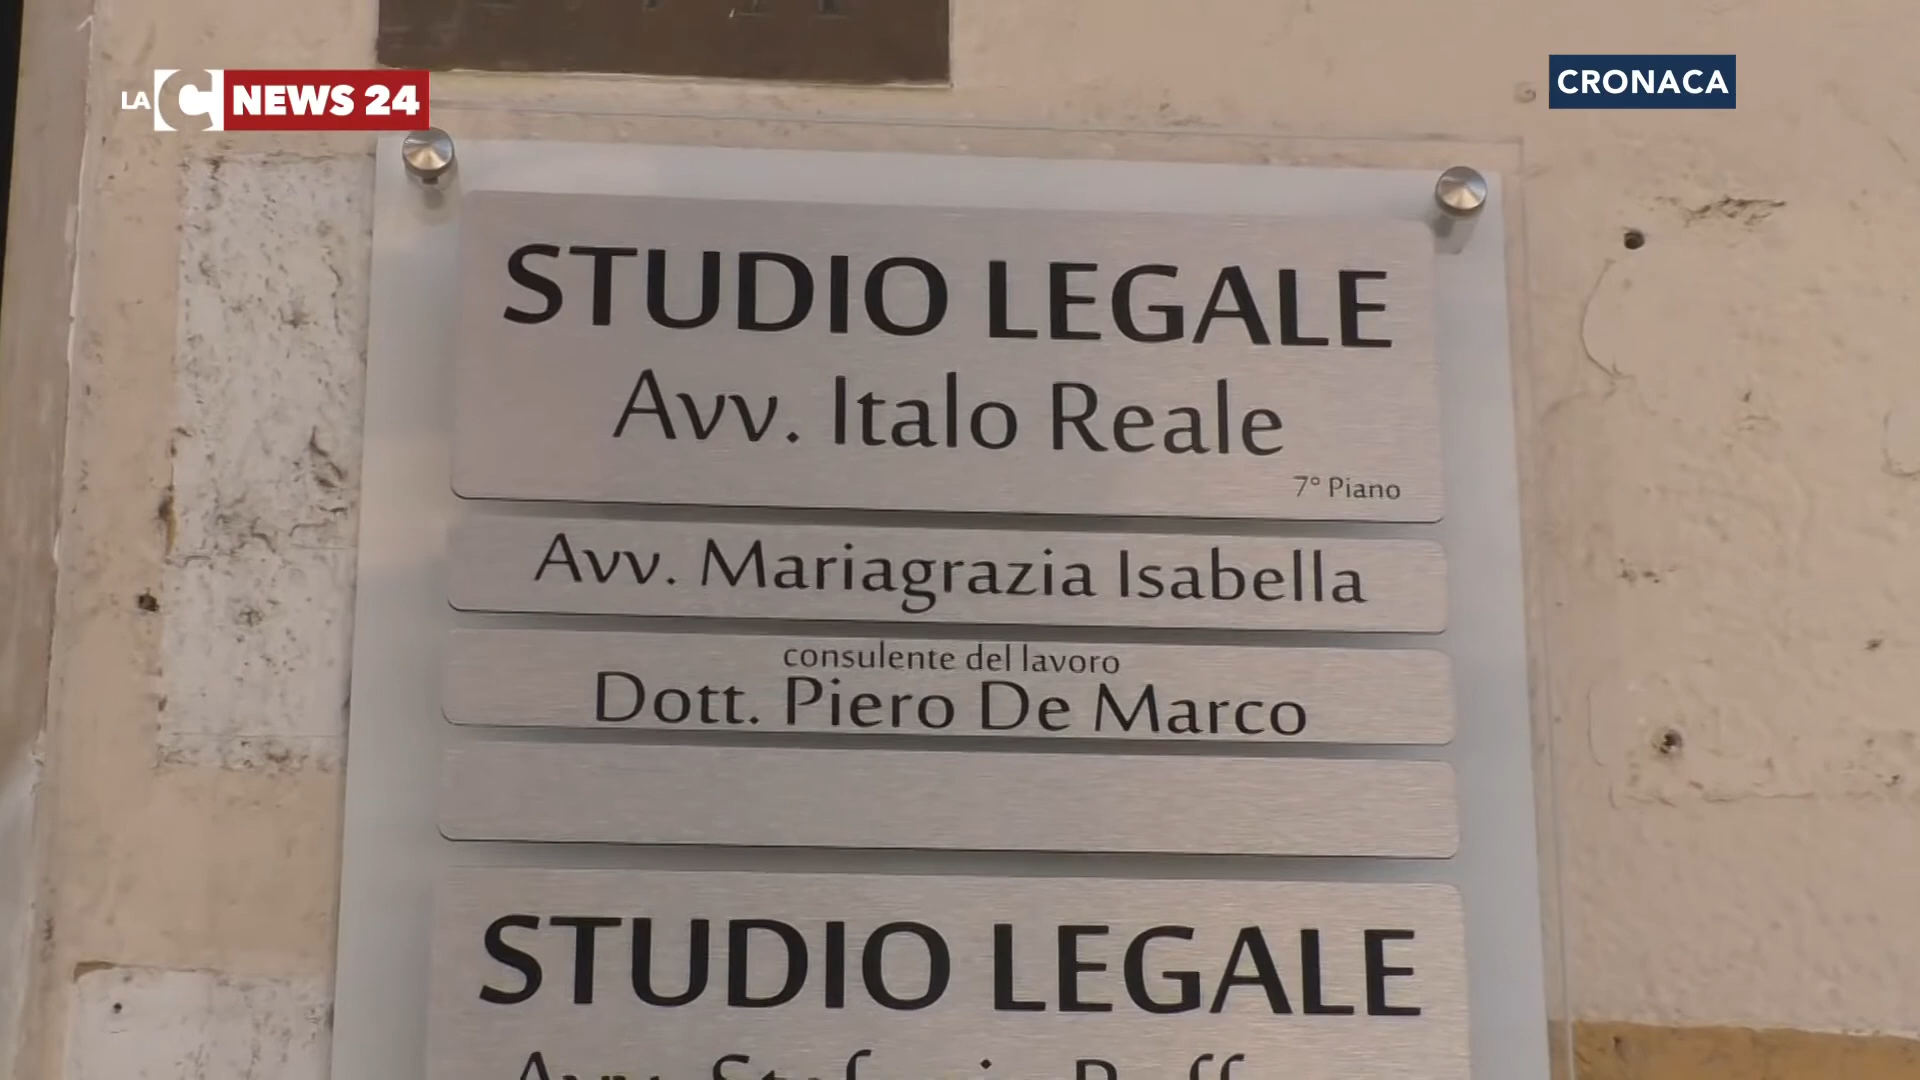 LA C NEWS 24
CRONACA
STUDIO LEGALE
Avv. Italo Reale
7° Piano
Avv. Mariagrazia Isabella
consulente del lavoro
Dott. Piero De Marco
STUDIO LEGALE